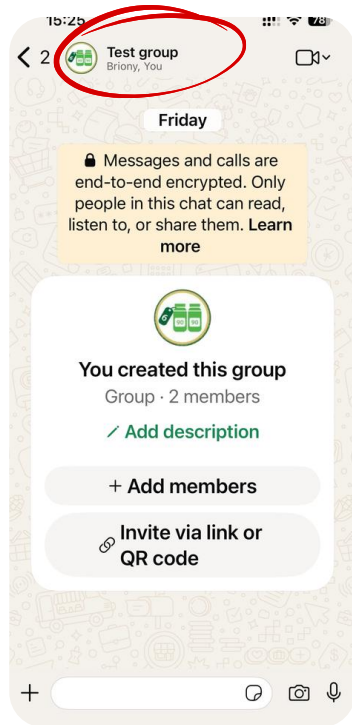 15:25
78
2
Test group
Briony, You
Friday
Messages and calls are
end-to-end encrypted. Only
people in this chat can read,
listen to, or share them. Learn
more
You created this group
Group · 2 members
Add description
+ Add members
Invite via link or
QR code